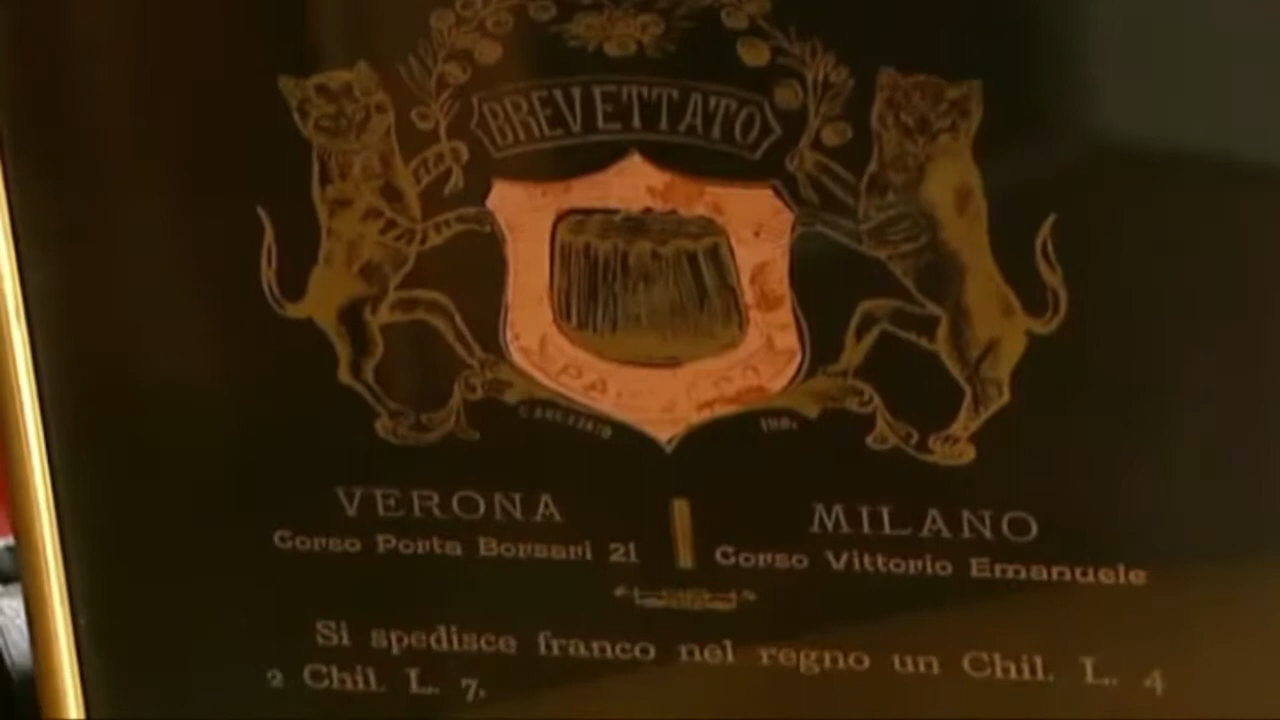 BREVETTATO
VERONA
Corso Porta Borsari 21
MILANO
Corso Vittorio Emanuele
Si spedisce franco nel regno un Chil. L. 4
2 Chil. L. 7.